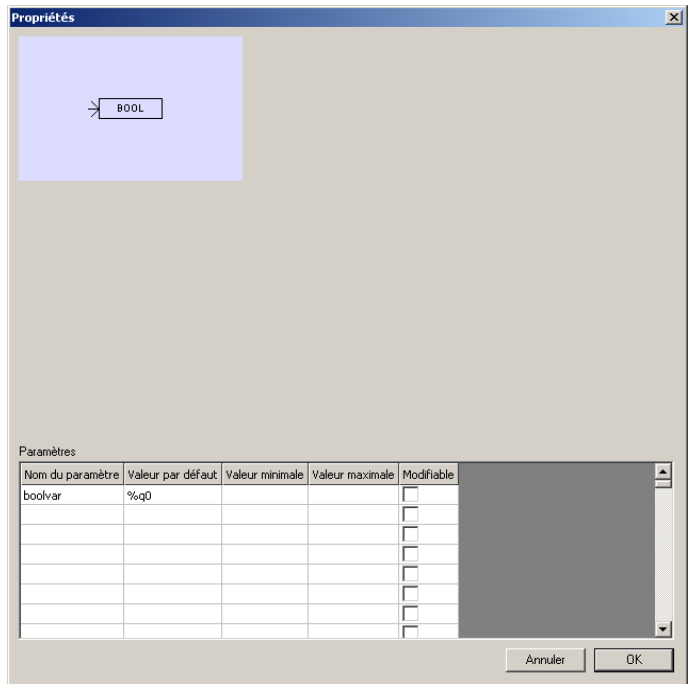 Propriétés
BOOL
Paramètres
Nom du paramètre Valeur par défaut Valeur minimale Valeur maximale Modifiable
boolvar %q0
Annuler OK